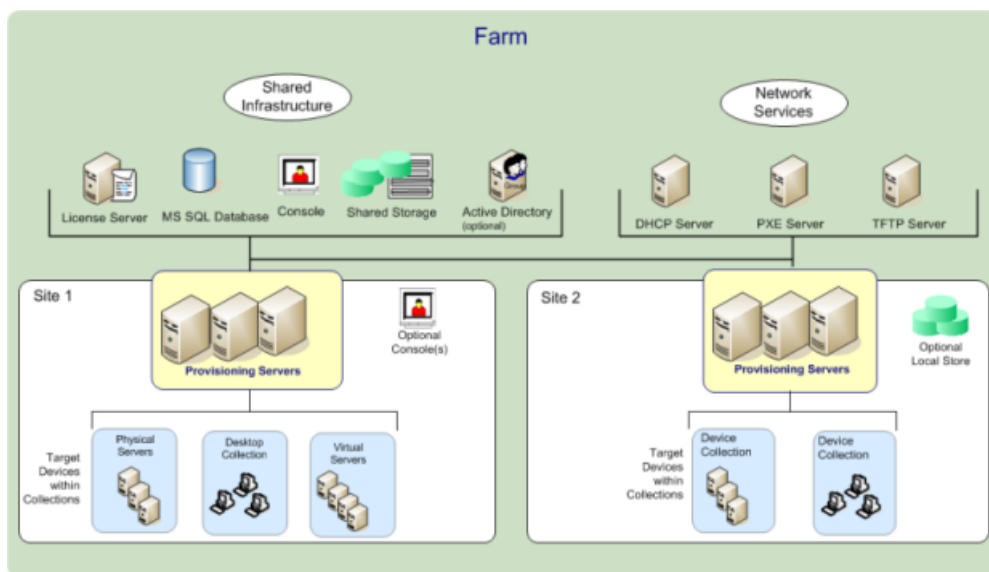 Farm
Shared
Infrastructure
Network
Services
License Server
MS SQL Database
Console
Shared Storage
Group
Active Directory
(optional)
DHCP Server
PXE Server
TFTP Server
Site 1
Provisioning Servers
Optional
Console(s)
Target
Devices
within
Collections
Physical
Servers
Desktop
Collection
Virtual
Servers
Site 2
Provisioning Servers
Optional
Local Store
Target
Devices
within
Collections
Device
Collection
Device
Collection